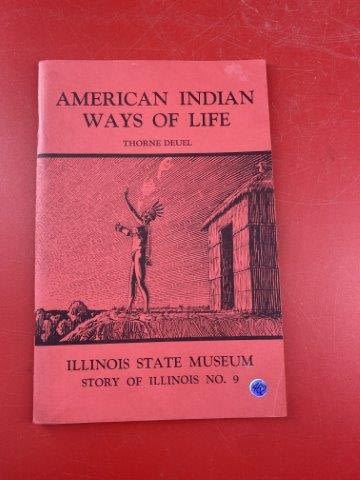 AMERICAN INDIAN
WAYS OF LIFE
THORNE DEUEL
ILLINOIS STATE MUSEUM
STORY OF ILLINOIS NO. 9